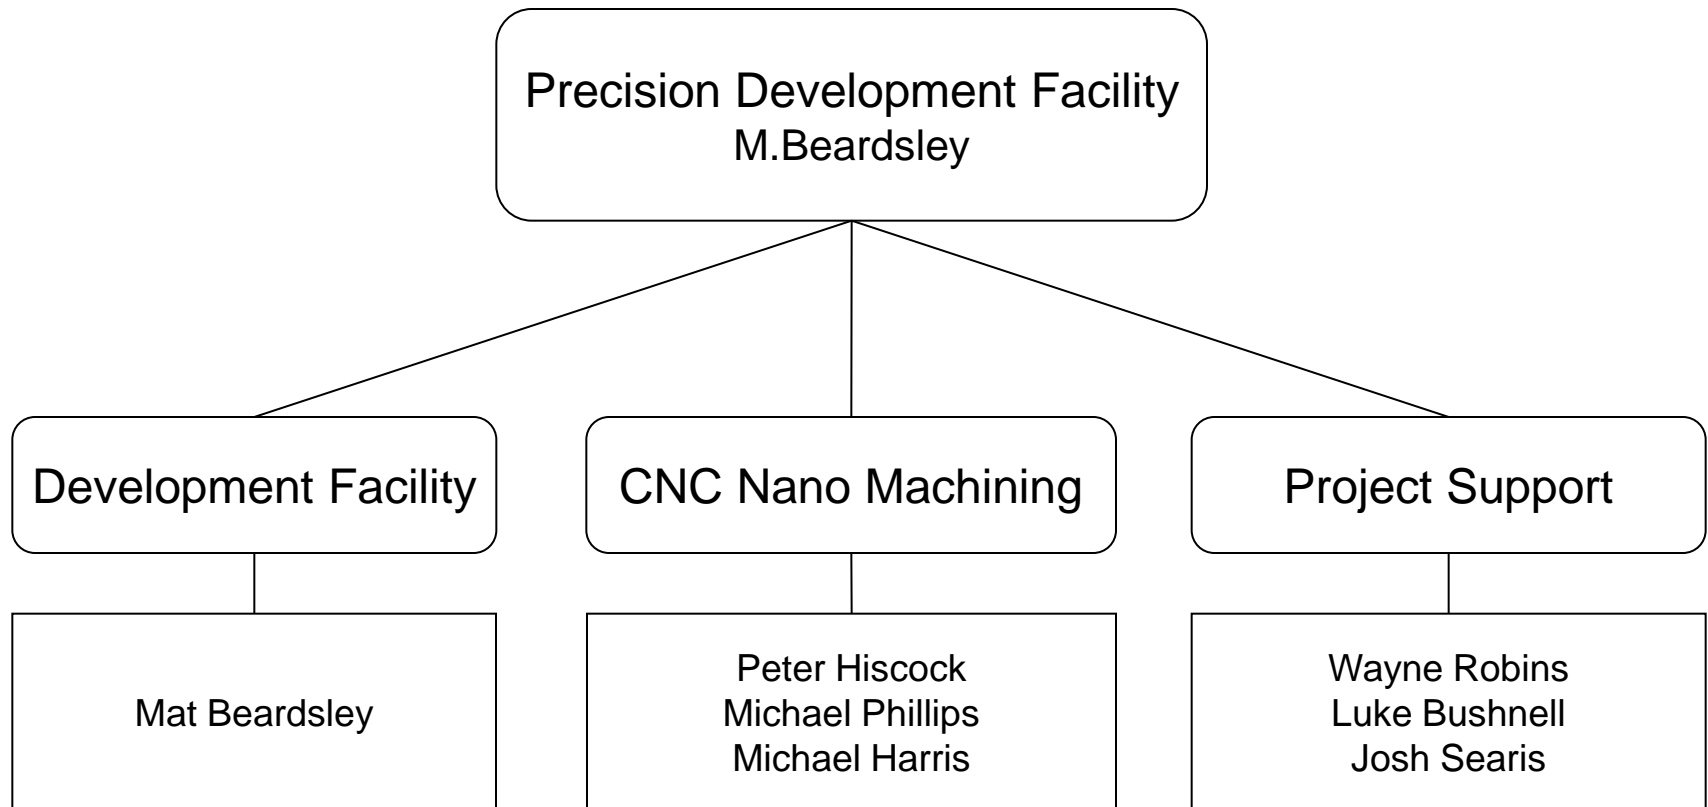 Precision Development Facility
M.Beardsley
Development Facility
CNC Nano Machining
Project Support
Mat Beardsley
Peter Hiscock
Michael Phillips
Michael Harris
Wayne Robins
Luke Bushnell
Josh Searis